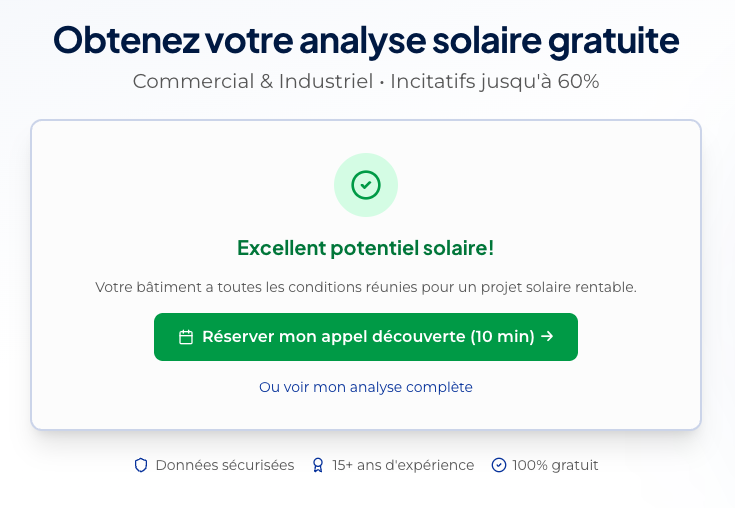 Obtenez votre analyse solaire gratuite
Commercial & Industriel • Incitatifs jusqu'à 60%
Excellent potentiel solaire!
Votre bâtiment a toutes les conditions réunies pour un projet solaire rentable.
Réserver mon appel découverte (10 min) →
Ou voir mon analyse complète
Données sécurisées 15+ ans d'expérience 100% gratuit